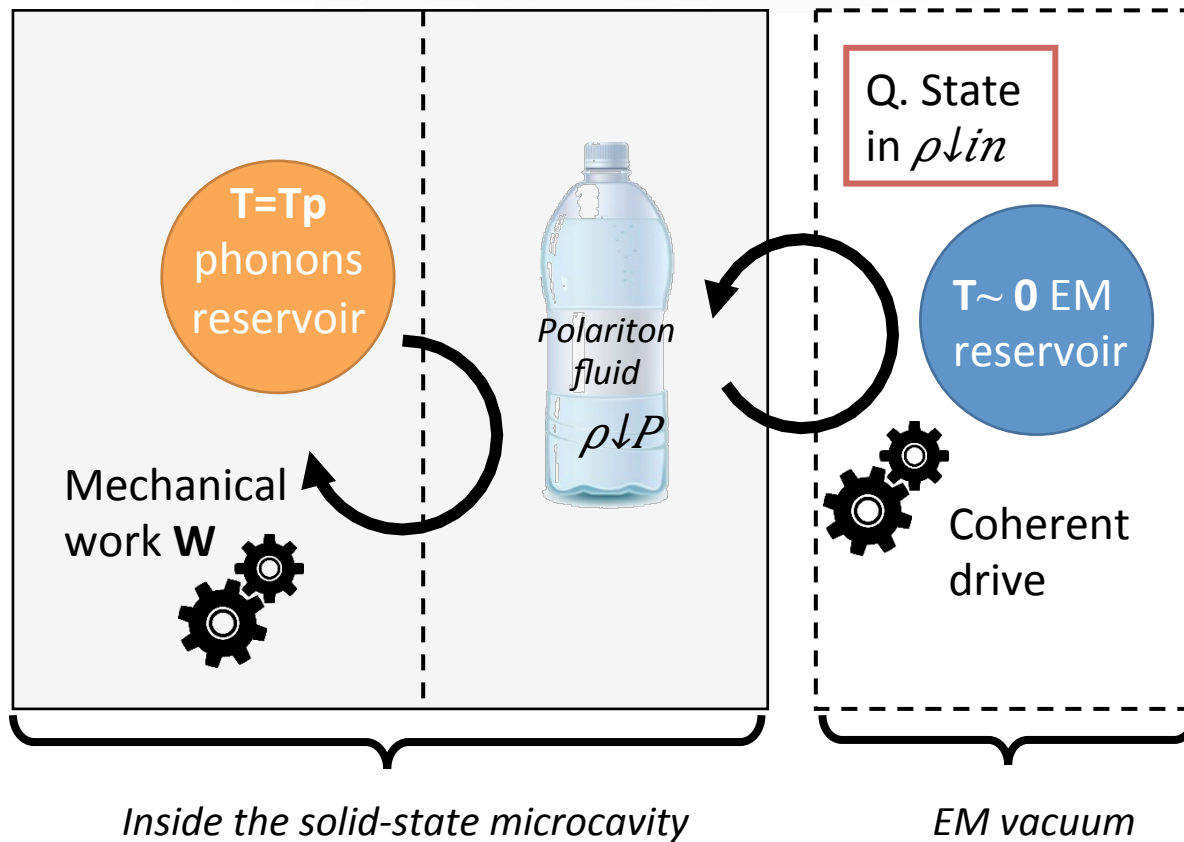 T=Tp
phonons
reservoir
Mechanical
work W
Polariton
fluid
ρ↓P
Q. State
in ρ↓in
T~ 0 EM
reservoir
Coherent
drive
Inside the solid-state microcavity
EM vacuum